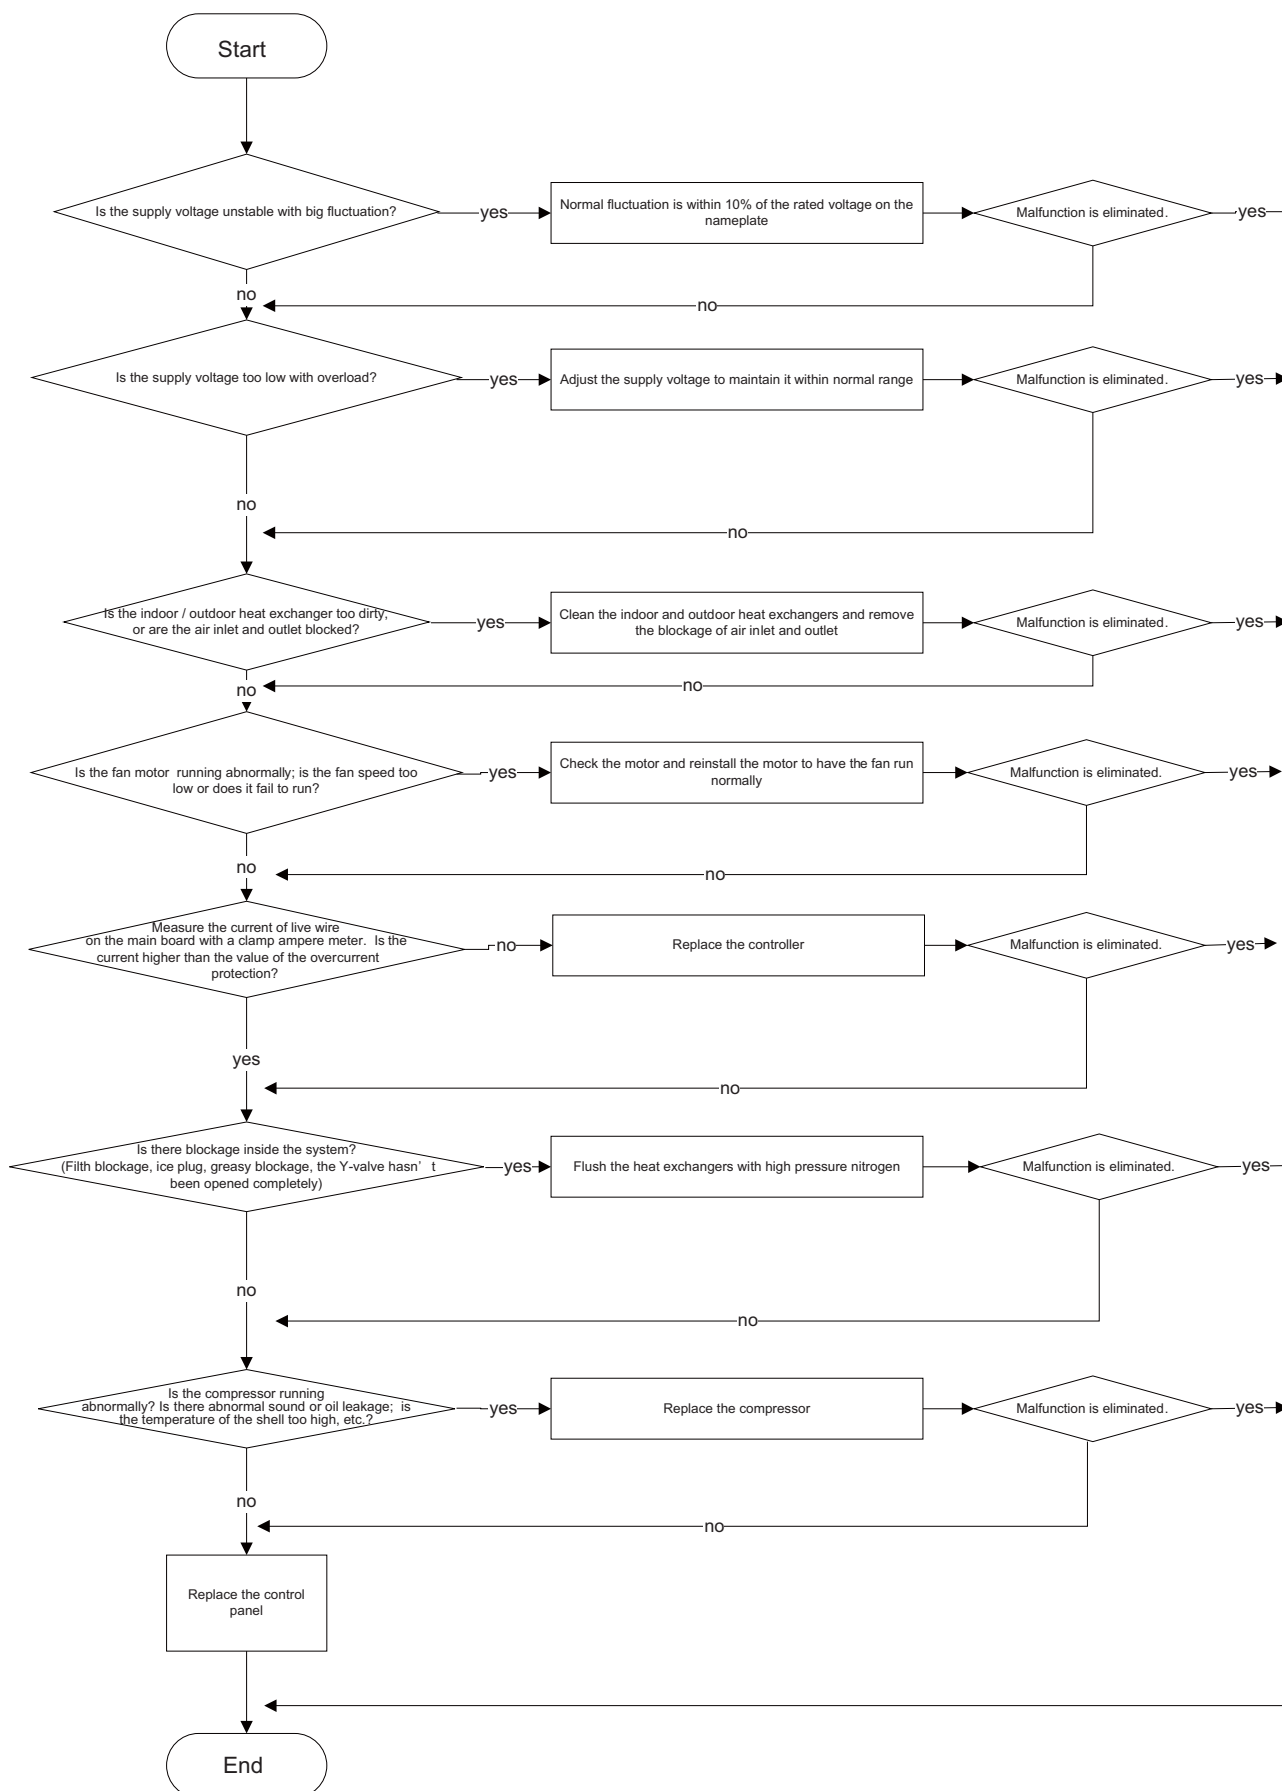 Start
Is the supply voltage unstable with big fluctuation?
yes
Normal fluctuation is within 10% of the rated voltage on the
nameplate
Malfunction is eliminated.
yes
no
no
Is the supply voltage too low with overload?
yes
Adjust the supply voltage to maintain it within normal range
Malfunction is eliminated.
yes
no
no
Is the indoor / outdoor heat exchanger too dirty,
or are the air inlet and outlet blocked?
yes
Clean the indoor and outdoor heat exchangers and remove
the blockage of air inlet and outlet
Malfunction is eliminated.
yes
no
no
Is the fan motor running abnormally; is the fan speed too
low or does it fail to run?
yes
Check the motor and reinstall the motor to have the fan run
normally
Malfunction is eliminated.
yes
no
no
Measure the current of live wire
on the main board with a clamp ampere meter. Is the
current higher than the value of the overcurrent
protection?
no
Replace the controller
Malfunction is eliminated.
yes
yes
no
Is there blockage inside the system?
(Filth blockage, ice plug, greasy blockage, the Y-valve hasn' t
been opened completely)
yes
Flush the heat exchangers with high pressure nitrogen
Malfunction is eliminated.
yes
no
no
Is the compressor running
abnormally? Is there abnormal sound or oil leakage; is
the temperature of the shell too high, etc.?
yes
Replace the compressor
Malfunction is eliminated.
yes
no
no
Replace the control
panel
End